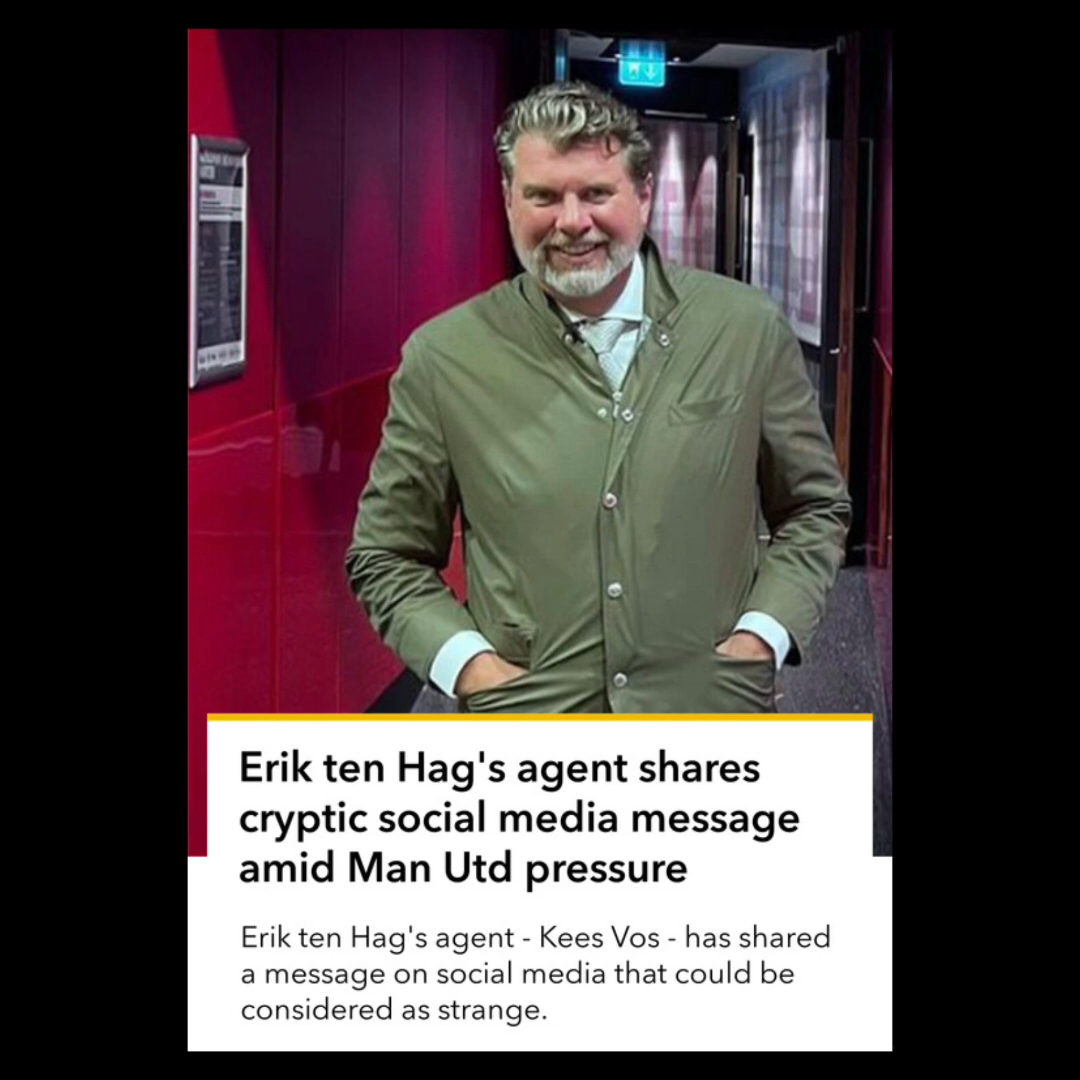 Erik ten Hag's agent shares
cryptic social media message
amid Man Utd pressure
Erik ten Hag's agent - Kees Vos - has shared
a message on social media that could be
considered as strange.